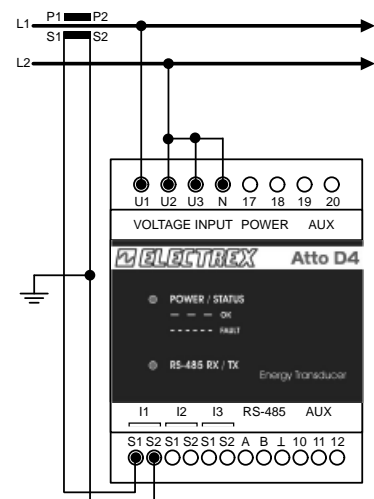 P1 P2
L1
S1 S2
L2
U1 U2 U3 N 17 18 19 20
VOLTAGE INPUT POWER AUX
ELECTREX Atto D4
POWER / STATUS
— — — OK
------ FAULT
RS-485 RX / TX
Energy Transducer
I1 I2 I3 RS-485 AUX
S1 S2 S1 S2 S1 S2 A B ⊥ 10 11 12